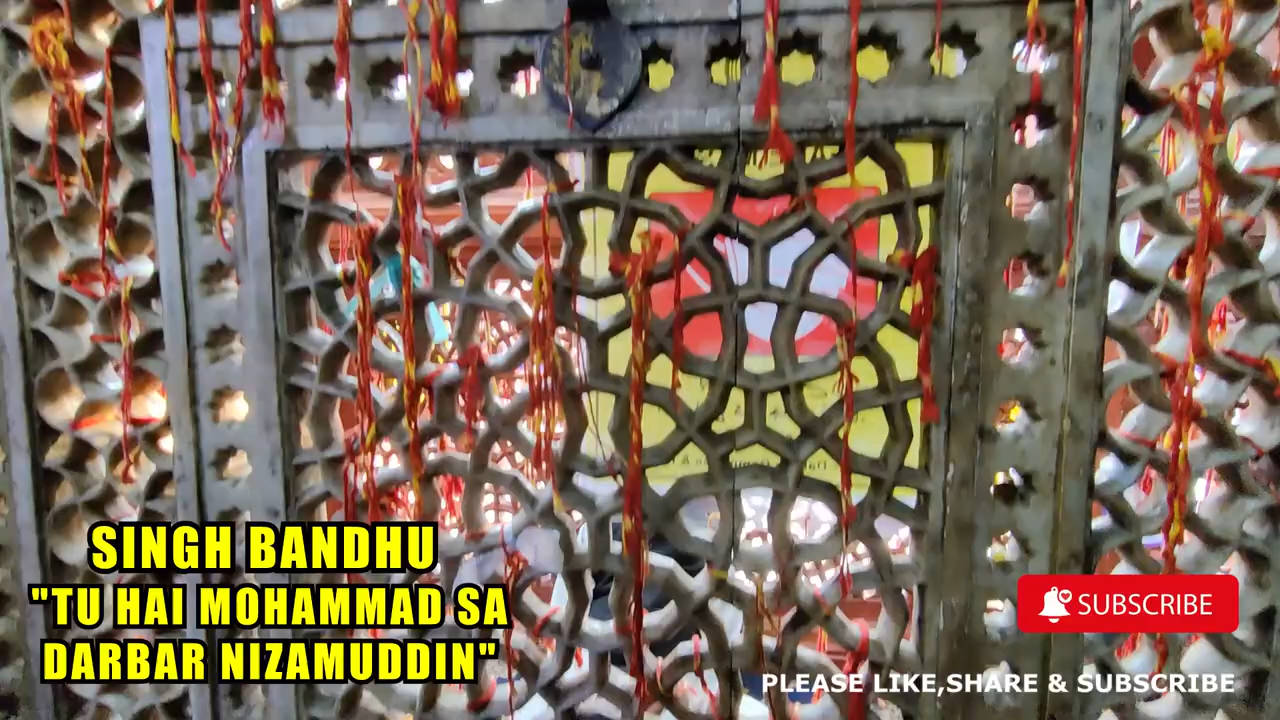 SINGH BANDHU
"TU HAI MOHAMMAD SA
DARBAR NIZAMUDDIN"
SUBSCRIBE
PLEASE LIKE,SHARE & SUBSCRIBE